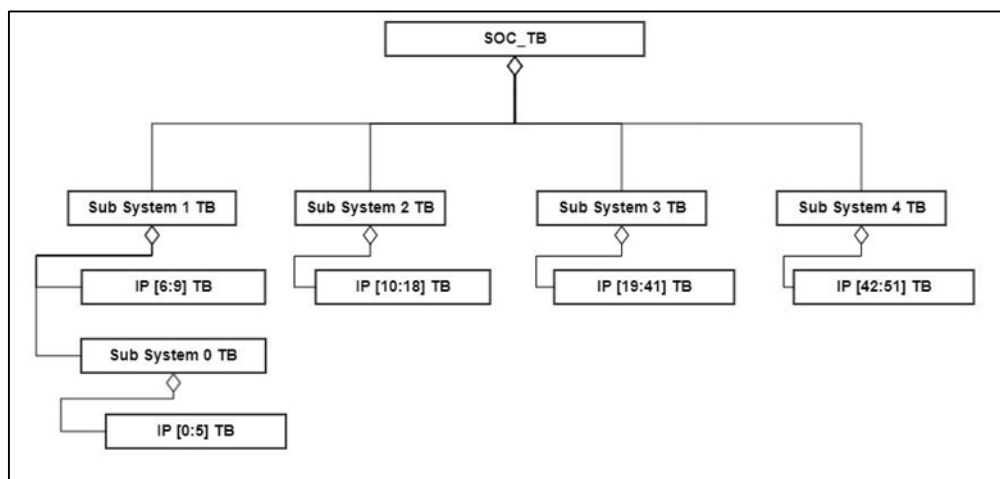 SOC_TB
Sub System 1 TB
Sub System 2 TB
Sub System 3 TB
Sub System 4 TB
IP [6:9] TB
IP [10:18] TB
IP [19:41] TB
IP [42:51] TB
Sub System 0 TB
IP [0:5] TB